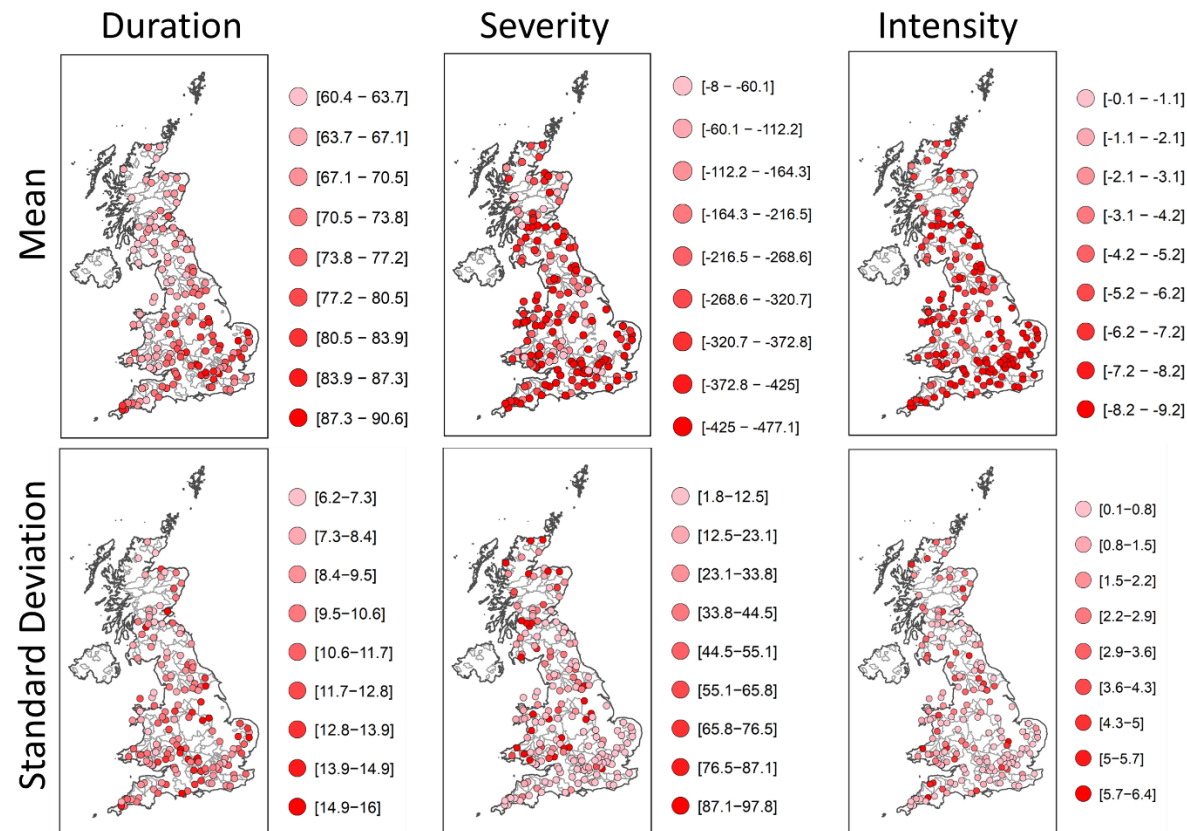 Duration
Severity
Intensity
Mean
[60.4 – 63.7]
[63.7 – 67.1]
[67.1 – 70.5]
[70.5 – 73.8]
[73.8 – 77.2]
[77.2 – 80.5]
[80.5 – 83.9]
[83.9 – 87.3]
[87.3 – 90.6]
[-8 – -60.1]
[-60.1 – -112.2]
[-112.2 – -164.3]
[-164.3 – -216.5]
[-216.5 – -268.6]
[-268.6 – -320.7]
[-320.7 – -372.8]
[-372.8 – -425]
[-425 – -477.1]
[-0.1 – -1.1]
[-1.1 – -2.1]
[-2.1 – -3.1]
[-3.1 – -4.2]
[-4.2 – -5.2]
[-5.2 – -6.2]
[-6.2 – -7.2]
[-7.2 – -8.2]
[-8.2 – -9.2]
Standard Deviation
[6.2–7.3]
[7.3–8.4]
[8.4–9.5]
[9.5–10.6]
[10.6–11.7]
[11.7–12.8]
[12.8–13.9]
[13.9–14.9]
[14.9–16]
[1.8–12.5]
[12.5–23.1]
[23.1–33.8]
[33.8–44.5]
[44.5–55.1]
[55.1–65.8]
[65.8–76.5]
[76.5–87.1]
[87.1–97.8]
[0.1–0.8]
[0.8–1.5]
[1.5–2.2]
[2.2–2.9]
[2.9–3.6]
[3.6–4.3]
[4.3–5]
[5–5.7]
[5.7–6.4]